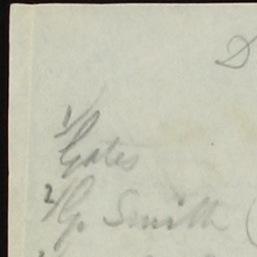 D
1/ Gates
2/ G. Smith (